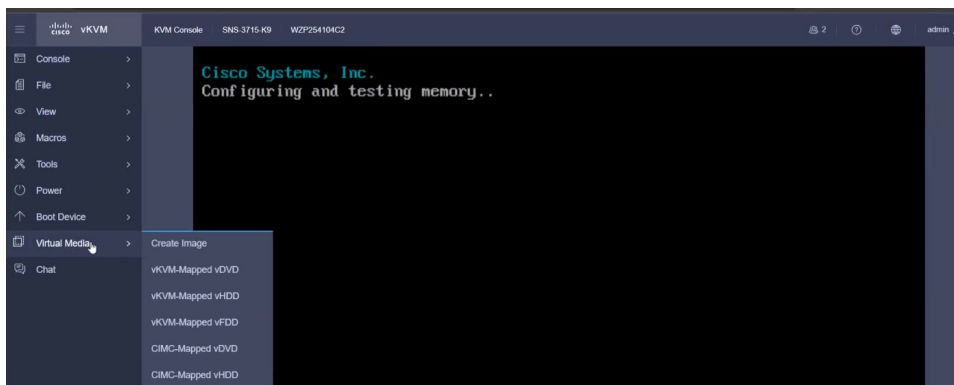 cisco vKVM
KVM Console SNS-3715-K9 WZP254104C2
2
admin
Console
File
View
Macros
Tools
Power
Boot Device
Virtual Media
Chat
Create Image
vKVM-Mapped vDVD
vKVM-Mapped vHDD
vKVM-Mapped vFDD
CIMC-Mapped vDVD
CIMC-Mapped vHDD
Cisco Systems, Inc.
Configuring and testing memory..